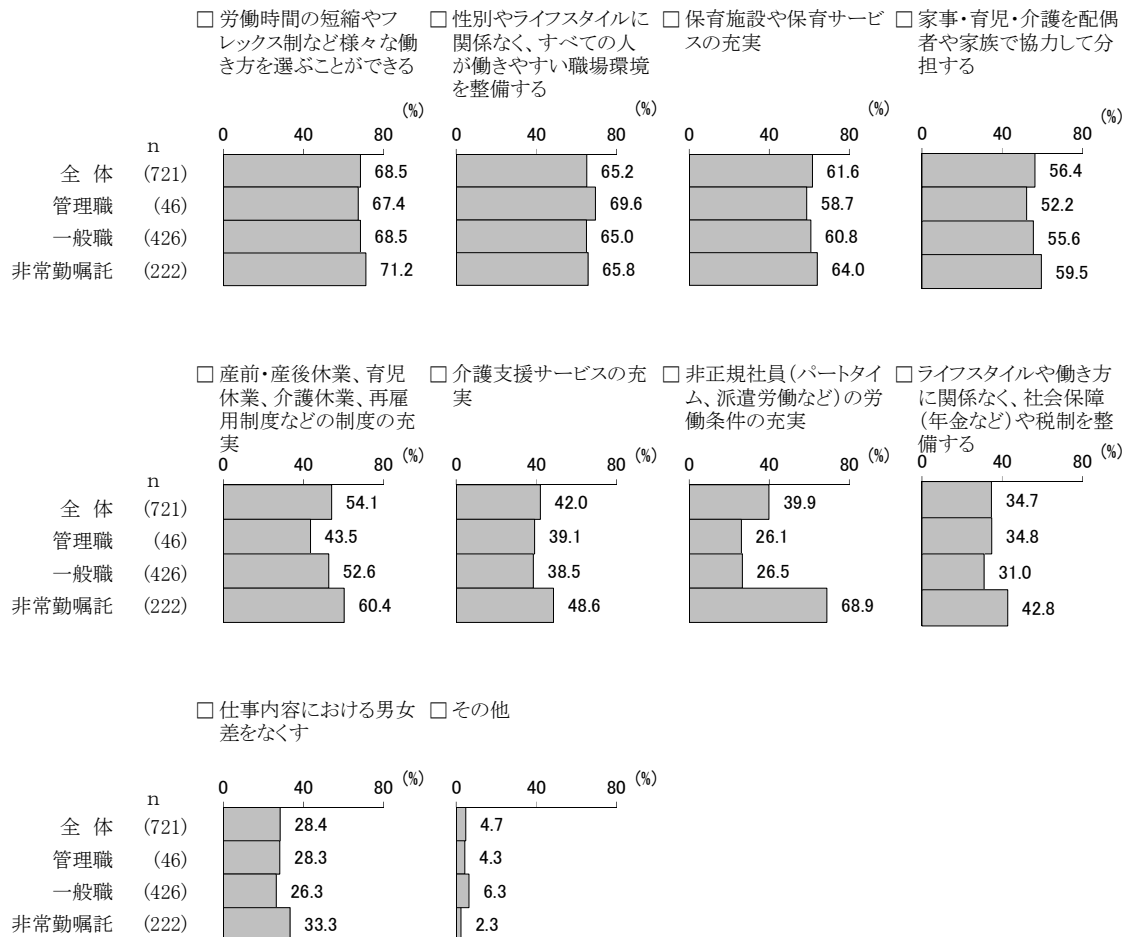 □ 労働時間の短縮やフレックス制など様々な働き方を選ぶことができる
□ 性別やライフスタイルに関係なく、すべての人が働きやすい職場環境を整備する
□ 保育施設や保育サービスの充実
□ 家事・育児・介護を配偶者や家族で協力して分担する
(%) (%) (%) (%)
n 0 40 80 0 40 80 0 40 80 0 40 80
全 体 (721) 68.5 65.2 61.6 56.4
管理職 (46) 67.4 69.6 58.7 52.2
一般職 (426) 68.5 65.0 60.8 55.6
非常勤嘱託 (222) 71.2 65.8 64.0 59.5
□ 産前・産後休業、育児休業、介護休業、再雇用制度などの制度の充実
□ 介護支援サービスの充実
□ 非正規社員(パートタイム、派遣労働など)の労働条件の充実
□ ライフスタイルや働き方に関係なく、社会保障(年金など)や税制を整備する
(%) (%) (%) (%)
n 0 40 80 0 40 80 0 40 80 0 40 80
全 体 (721) 54.1 42.0 39.9 34.7
管理職 (46) 43.5 39.1 26.1 34.8
一般職 (426) 52.6 38.5 26.5 31.0
非常勤嘱託 (222) 60.4 48.6 68.9 42.8
□ 仕事内容における男女差をなくす
□ その他
(%) (%)
n 0 40 80 0 40 80
全 体 (721) 28.4 4.7
管理職 (46) 28.3 4.3
一般職 (426) 26.3 6.3
非常勤嘱託 (222) 33.3 2.3